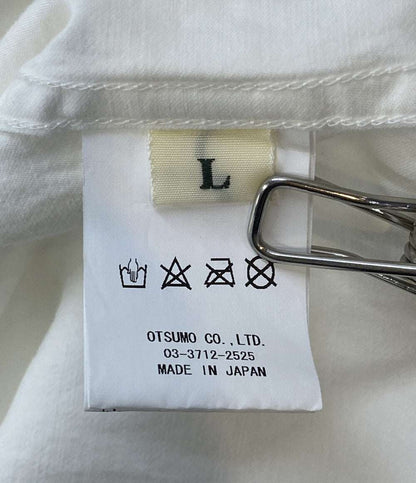 L
OTSUMO CO.,LTD.
03-3712-2525
MADE IN JAPAN